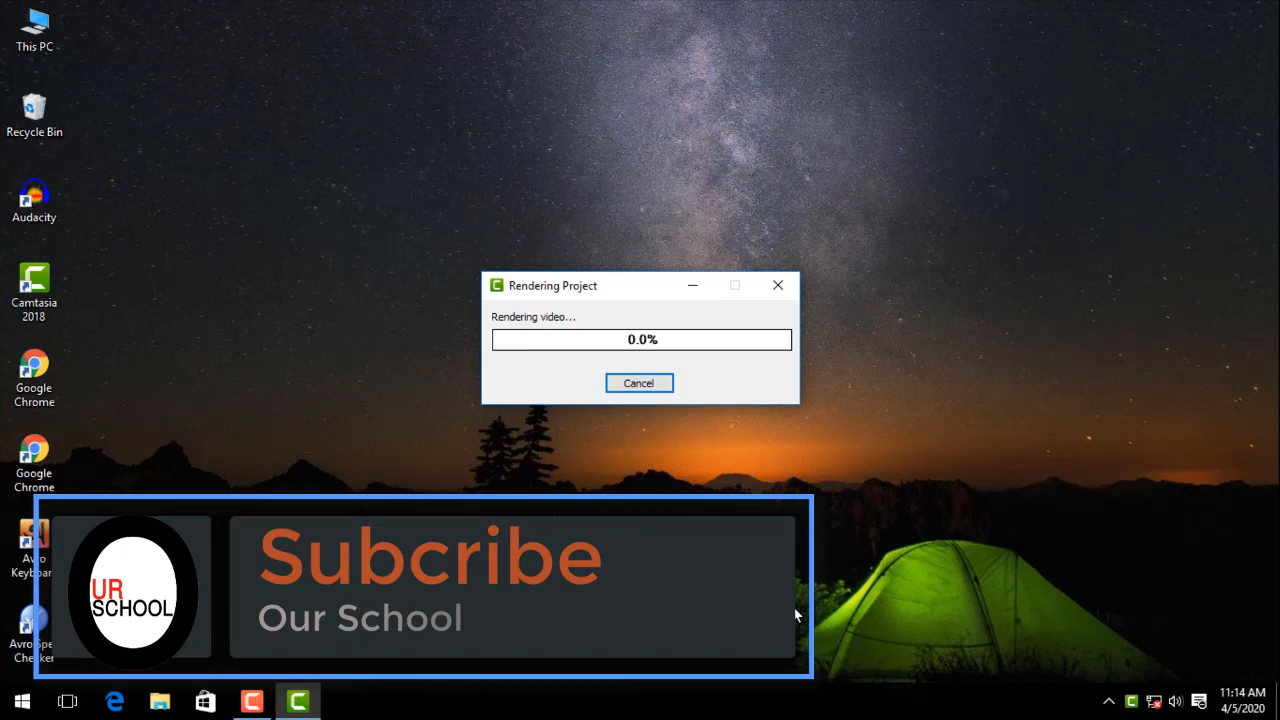 This PC
Recycle Bin
Audacity
Camtasia
2018
Google
Chrome
Google
Chrome
Avro
Rendering Project
Rendering video...
0.0%
Cancel
UR
SCHOOL
Subcribe
Our School
11:14 AM
4/5/2020